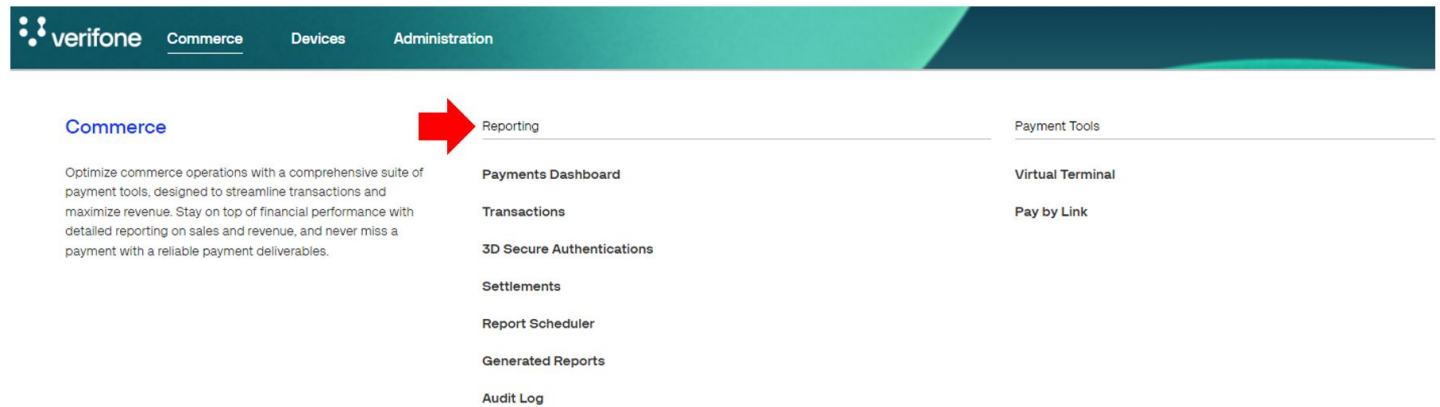 verifone Commerce Devices Administration
Commerce
Optimize commerce operations with a comprehensive suite of
payment tools, designed to streamline transactions and
maximize revenue. Stay on top of financial performance with
detailed reporting on sales and revenue, and never miss a
payment with a reliable payment deliverables.
Reporting
Payments Dashboard
Transactions
3D Secure Authentications
Settlements
Report Scheduler
Generated Reports
Audit Log
Payment Tools
Virtual Terminal
Pay by Link